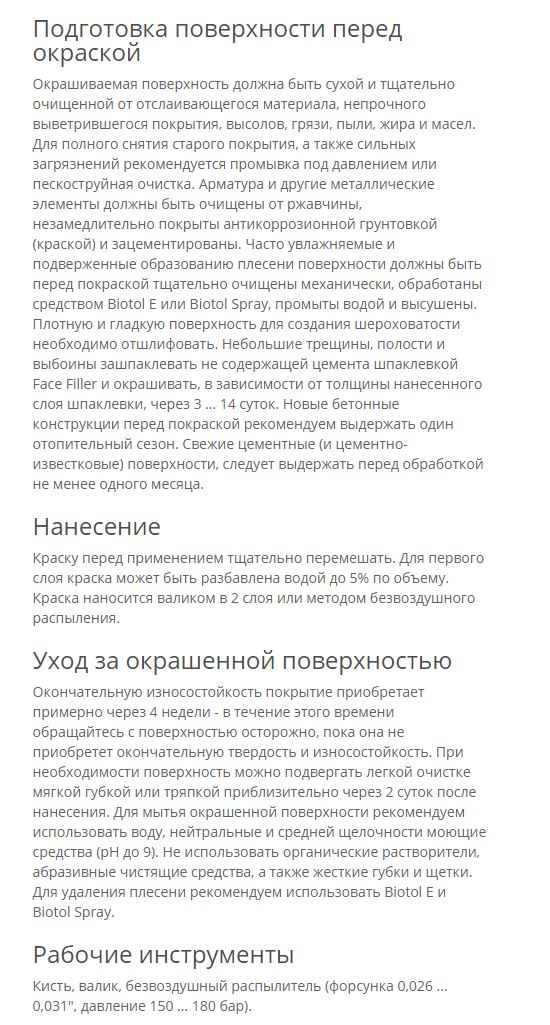 Подготовка поверхности перед
окраской
Окрашиваемая поверхность должна быть сухой и тщательно
очищенной от отслаивающегося материала, непрочного
выветрившегося покрытия, высолов, грязи, пыли, жира и масел.
Для полного снятия старого покрытия, а также сильных
загрязнений рекомендуется промывка под давлением или
пескоструйная очистка. Арматура и другие металлические
элементы должны быть очищены от ржавчины,
незамедлительно покрыты антикоррозионной грунтовкой
(краской) и зацементированы. Часто увлажняемые и
подверженные образованию плесени поверхности должны быть
перед покраской тщательно очищены механически, обработаны
средством Biotol E или Biotol Spray, промыты водой и высушены.
Плотную и гладкую поверхность для создания шероховатости
необходимо отшлифовать. Небольшие трещины, полости и
выбоины зашпаклевать не содержащей цемента шпаклевкой
Face Filler и окрашивать, в зависимости от толщины нанесенного
слоя шпаклевки, через 3 ... 14 суток. Новые бетонные
конструкции перед покраской рекомендуем выдержать один
отопительный сезон. Свежие цементные (и цементно-
известковые) поверхности, следует выдержать перед обработкой
не менее одного месяца.
Нанесение
Краску перед применением тщательно перемешать. Для первого
слоя краска может быть разбавлена водой до 5% по объему.
Краска наносится валиком в 2 слоя или методом безвоздушного
распыления.
Уход за окрашенной поверхностью
Окончательную износостойкость покрытие приобретает
примерно через 4 недели - в течение этого времени
обращайтесь с поверхностью осторожно, пока она не
приобретет окончательную твердость и износостойкость. При
необходимости поверхность можно подвергать легкой очистке
мягкой губкой или тряпкой приблизительно через 2 суток после
нанесения. Для мытья окрашенной поверхности рекомендуем
использовать воду, нейтральные и средней щелочности моющие
средства (pH до 9). Не использовать органические растворители,
абразивные чистящие средства, а также жесткие губки и щетки.
Для удаления плесени рекомендуем использовать Biotol E и
Biotol Spray.
Рабочие инструменты
Кисть, валик, безвоздушный распылитель (форсунка 0,026 ...
0,031", давление 150 ... 180 бар).